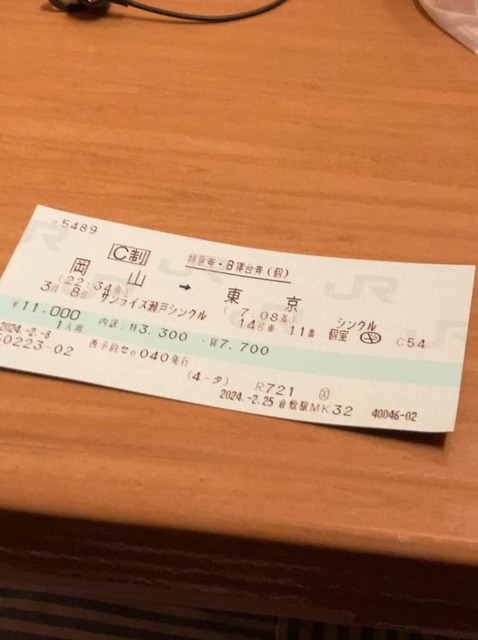 5489
C制 特急券・B寝台券(個)
岡 山 → 東 京
(22:34発) (7:08着)
3月 8日 サンライズ瀬戸シングル 14号車 11番 個室 シングル C54
¥11,000 内訳:特3,300・寝7,700
2024.-2.-8 1人用 西予約セ040発行
50223-02 (4-タ) R721
2024.-2.25 倉敷駅MK32 40046-02